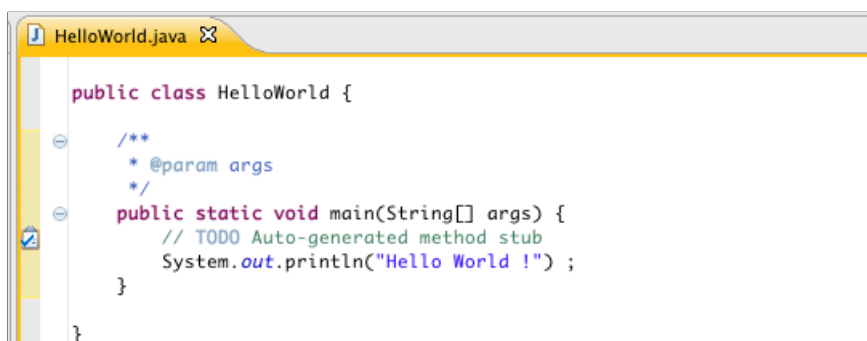 HelloWorld.java
public class HelloWorld {
/**
* @param args
*/
public static void main(String[] args) {
// TODO Auto-generated method stub
System.out.println("Hello World !") ;
}
}